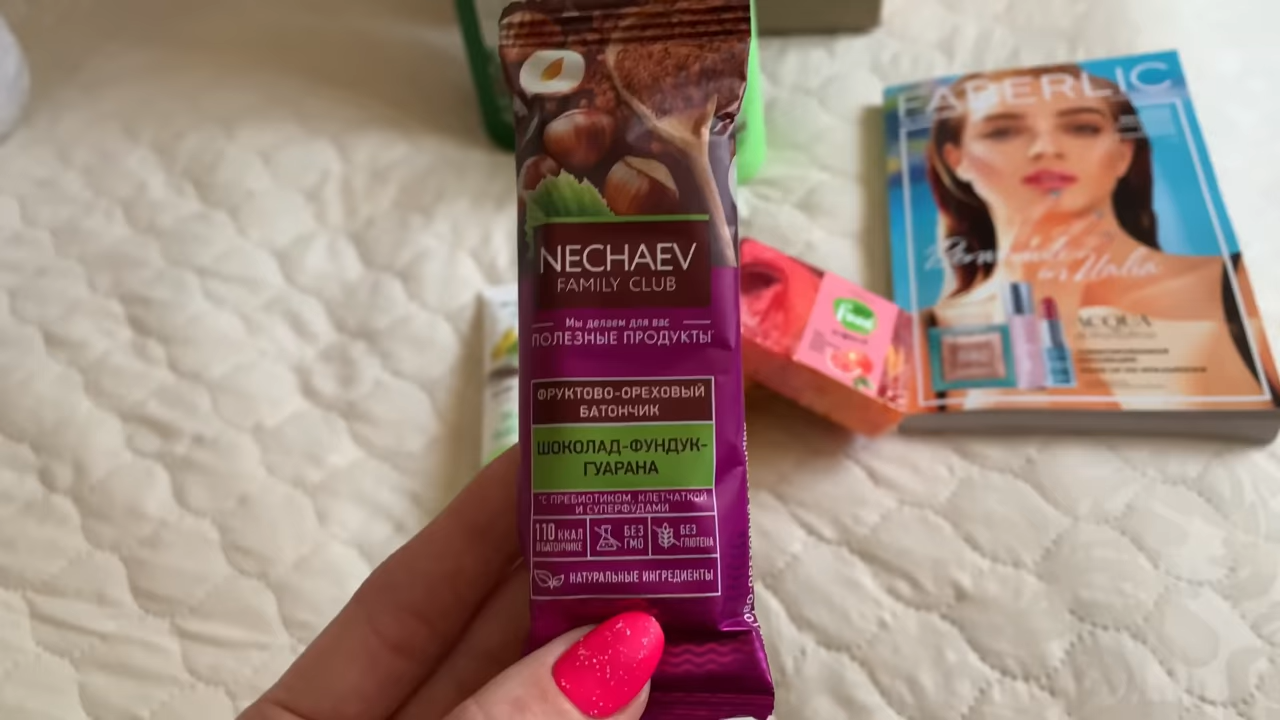 NECHAEV
FAMILY CLUB
Мы делаем для вас
ПОЛЕЗНЫЕ ПРОДУКТЫ*
ФРУКТОВО-ОРЕХОВЫЙ
БАТОНЧИК
ШОКОЛАД-ФУНДУК-
ГУАРАНА
*С ПРЕБИОТИКОМ, КЛЕТЧАТКОЙ
И СУПЕРФУДАМИ
110 ККАЛ
В БАТОНЧИКЕ
БЕЗ
ГМО
БЕЗ
ГЛЮТЕНА
НАТУРАЛЬНЫЕ ИНГРЕДИЕНТЫ
FABERLIC
ACQUA